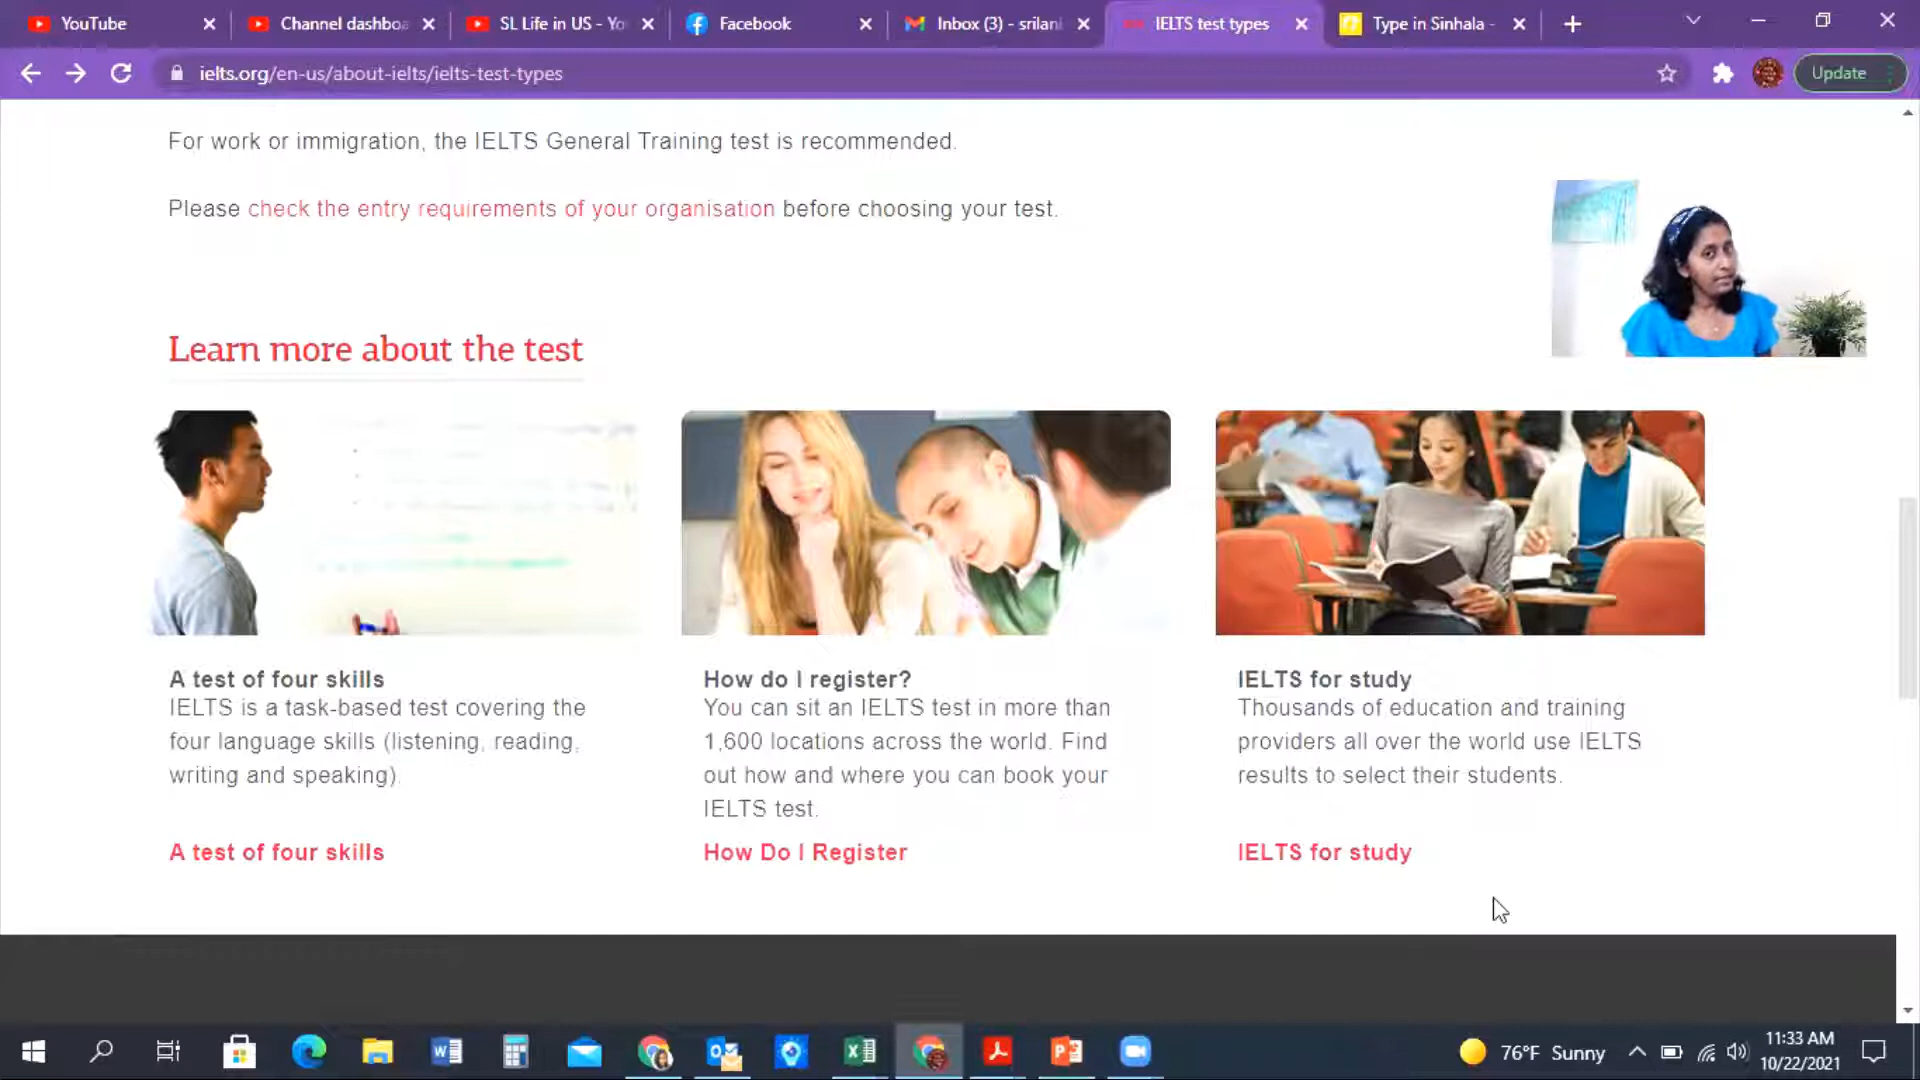 YouTube
Channel dashboa
SL Life in US - Yo
Facebook
Inbox (3) - srilan
IELTS test types
Type in Sinhala -
ielts.org/en-us/about-ielts/ielts-test-types
Update
For work or immigration, the IELTS General Training test is recommended.
Please check the entry requirements of your organisation before choosing your test.
Learn more about the test
A test of four skills
IELTS is a task-based test covering the
four language skills (listening, reading,
writing and speaking).
A test of four skills
How do I register?
You can sit an IELTS test in more than
1,600 locations across the world. Find
out how and where you can book your
IELTS test.
How Do I Register
IELTS for study
Thousands of education and training
providers all over the world use IELTS
results to select their students.
IELTS for study
76°F Sunny
11:33 AM
10/22/2021